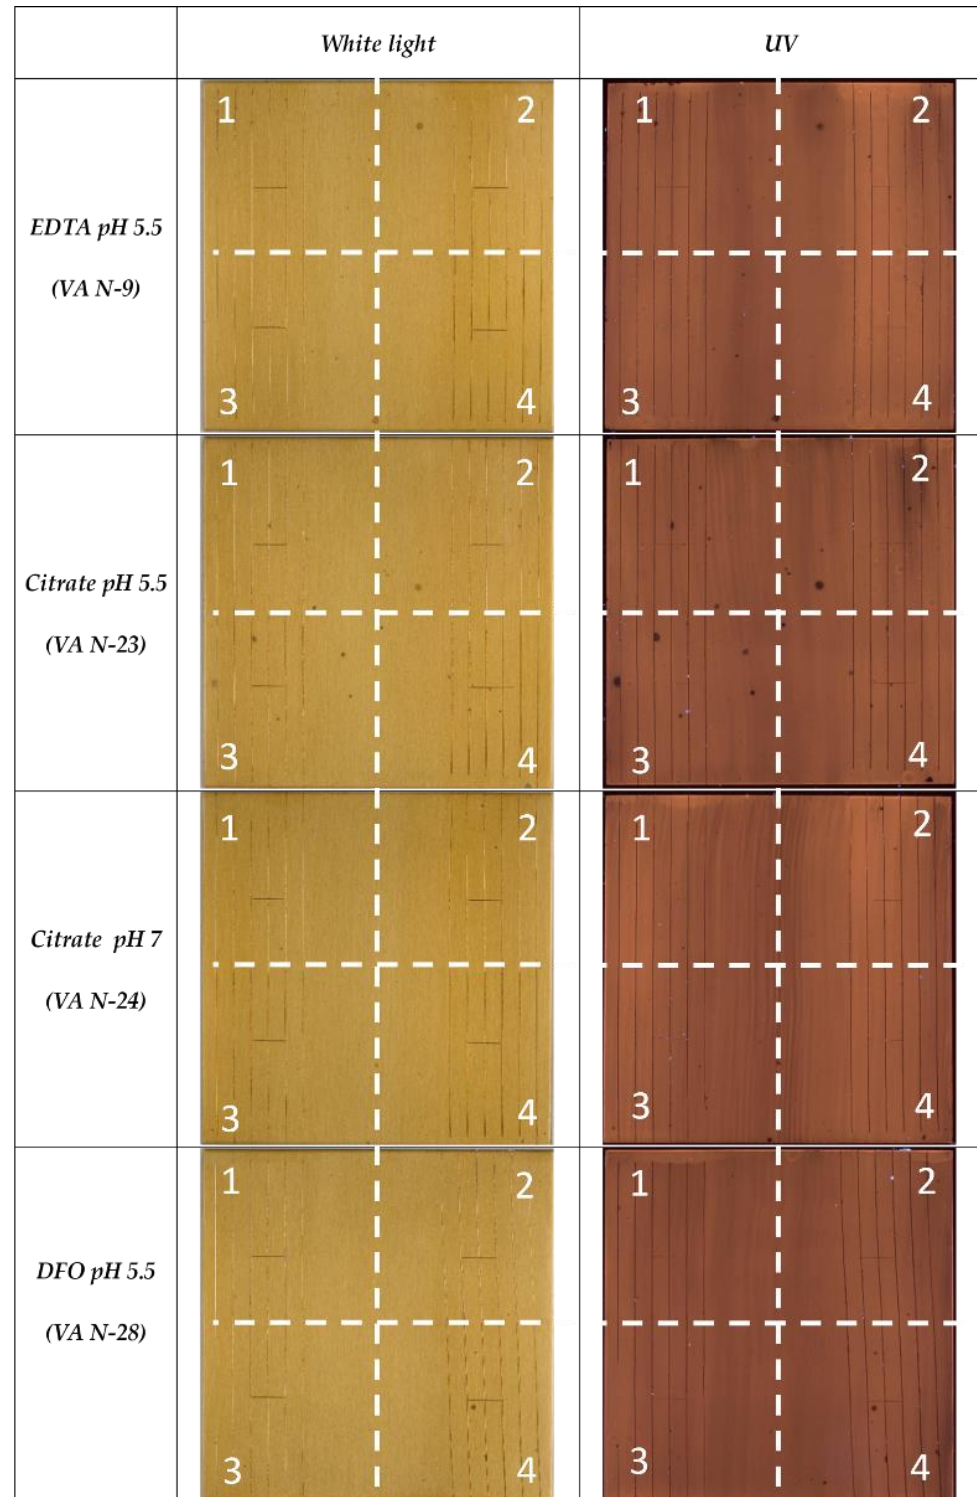 White light UV
EDTA pH 5.5
(VA N-9)
1 2 1 2
3 4 3 4
Citrate pH 5.5
(VA N-23)
1 2 1 2
3 4 3 4
Citrate pH 7
(VA N-24)
1 2 1 2
3 4 3 4
DFO pH 5.5
(VA N-28)
1 2 1 2
3 4 3 4